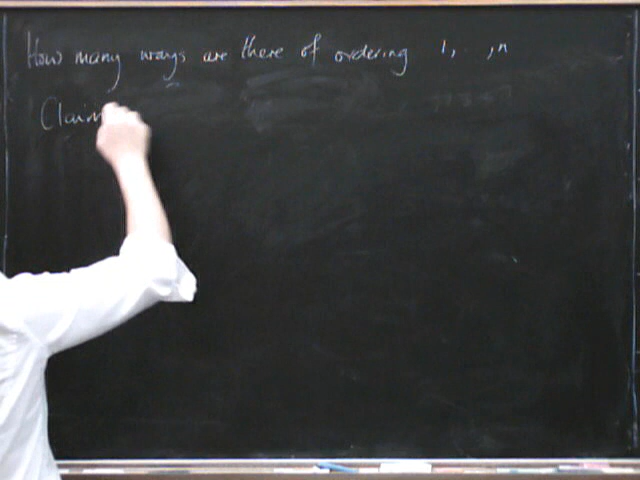 How many ways are there of ordering 1, . . , n
Claim